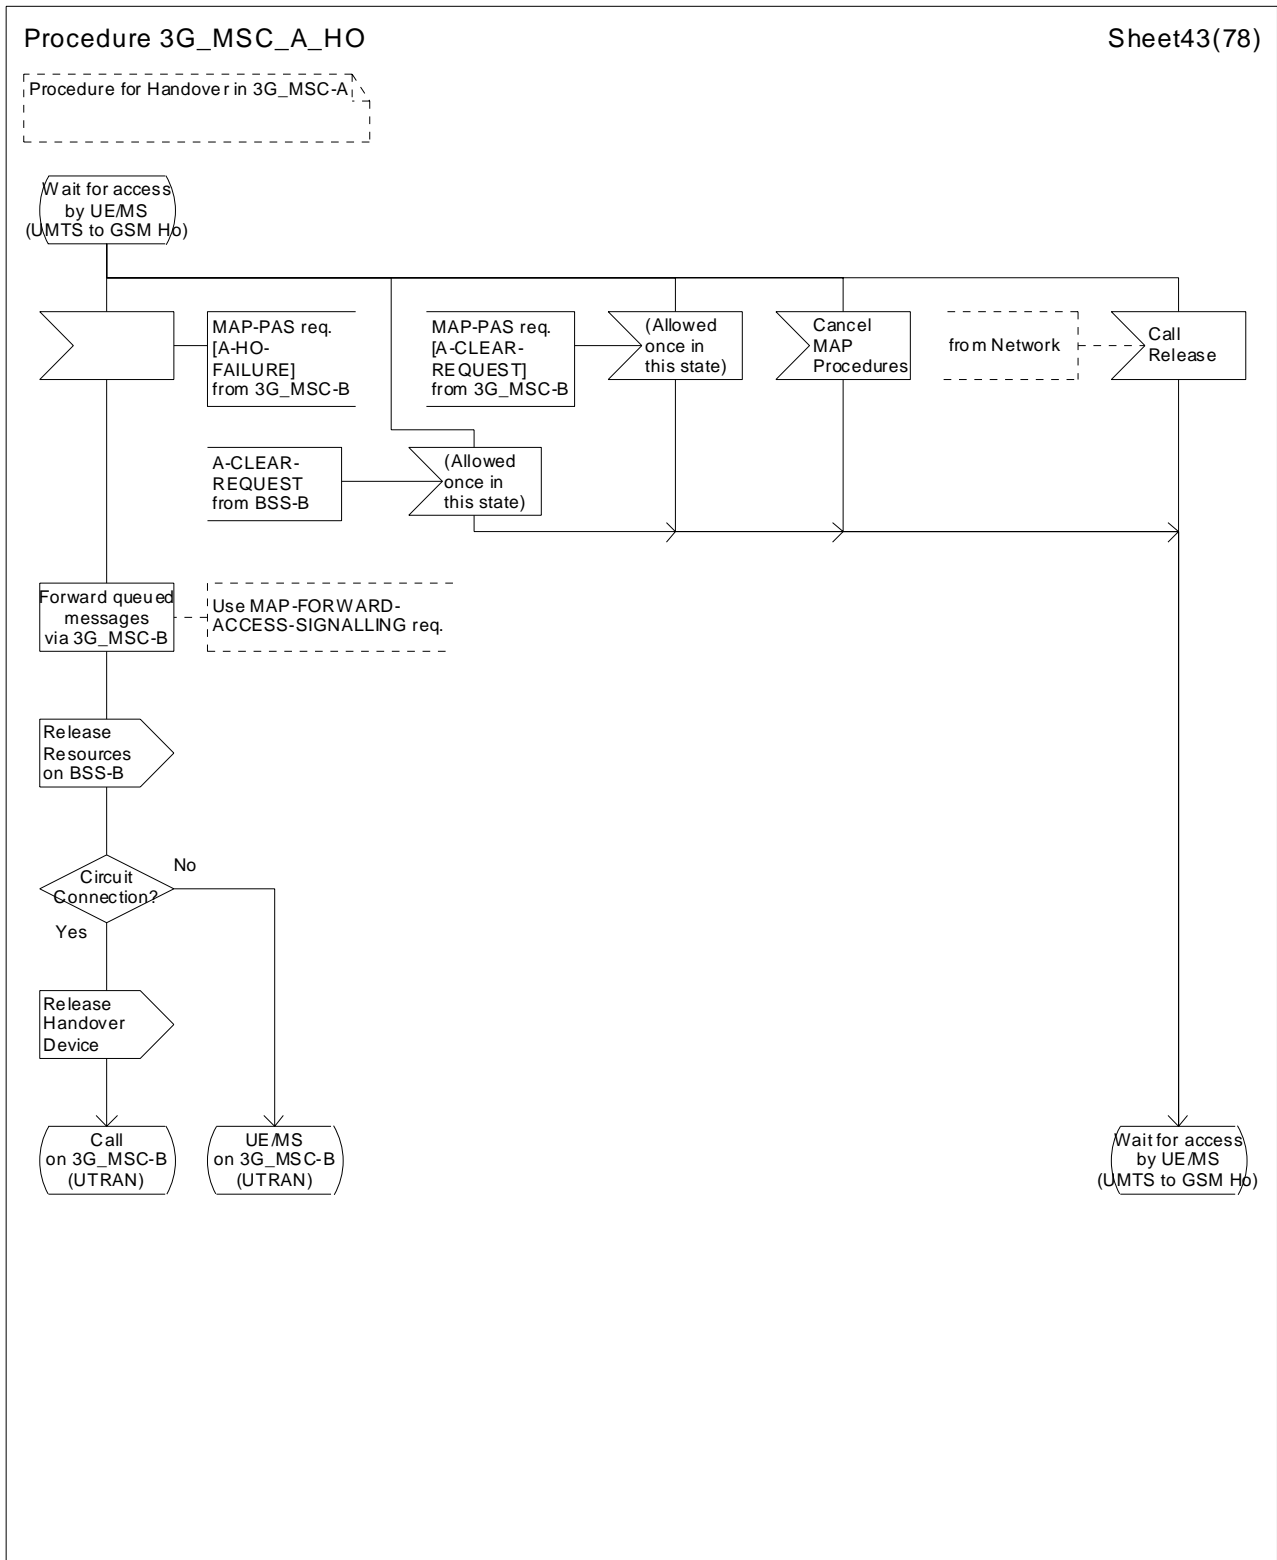 Procedure 3G_MSC_A_HO
Sheet43(78)
Procedure for Handover in 3G_MSC-A
Wait for access
by UE/MS
(UMTS to GSM Ho)
MAP-PAS req.
[A-HO-
FAILURE]
from 3G_MSC-B
MAP-PAS req.
[A-CLEAR-
REQUEST]
from 3G_MSC-B
(Allowed
once in
this state)
Cancel
MAP
Procedures
from Network
Call
Release
A-CLEAR-
REQUEST
from BSS-B
(Allowed
once in
this state)
Forward queued
messages
via 3G_MSC-B
Use MAP-FORWARD-
ACCESS-SIGNALLING req.
Release
Resources
on BSS-B
Circuit
Connection?
No
Yes
Release
Handover
Device
Call
on 3G_MSC-B
(UTRAN)
UE/MS
on 3G_MSC-B
(UTRAN)
Wait for access
by UE/MS
(UMTS to GSM Ho)